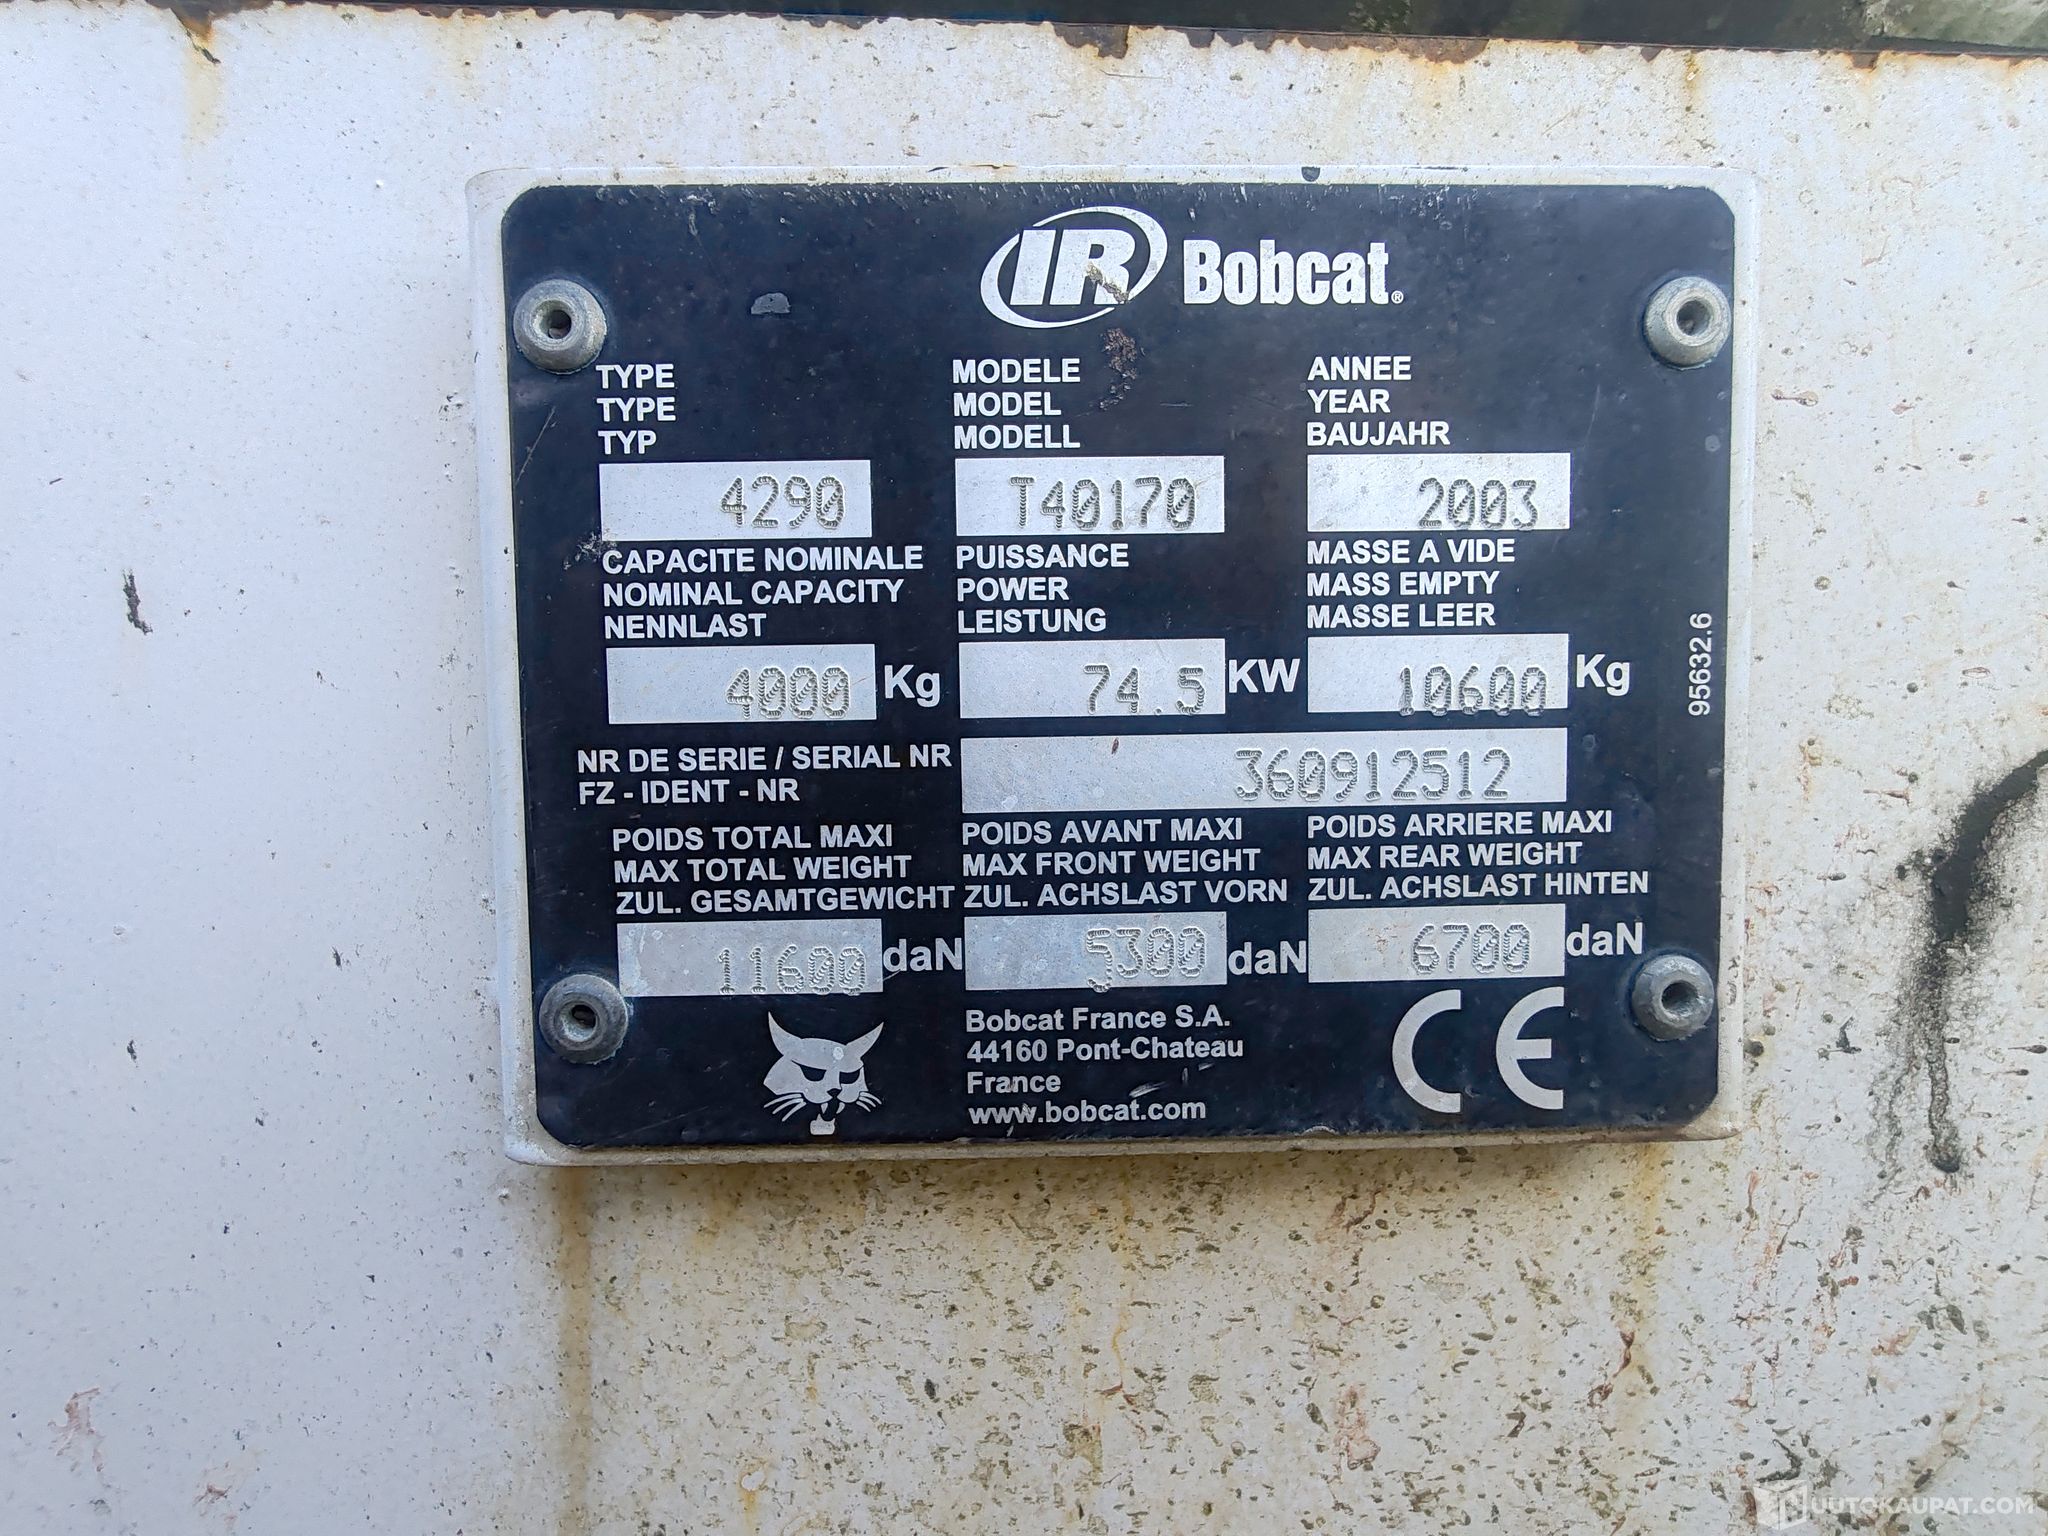 IR Bobcat®
TYPE MODELE ANNEE
TYPE MODEL YEAR
TYP MODELL BAUJAHR
4290 T40170 2003
CAPACITE NOMINALE PUISSANCE MASSE A VIDE
NOMINAL CAPACITY POWER MASS EMPTY
NENNLAST LEISTUNG MASSE LEER
4000 Kg 74.5 KW 10600 Kg
95632.6
NR DE SERIE / SERIAL NR
FZ - IDENT - NR
360912512
POIDS TOTAL MAXI POIDS AVANT MAXI POIDS ARRIERE MAXI
MAX TOTAL WEIGHT MAX FRONT WEIGHT MAX REAR WEIGHT
ZUL. GESAMTGEWICHT ZUL. ACHSLAST VORN ZUL. ACHSLAST HINTEN
11600 daN 5300 daN 6700 daN
Bobcat France S.A.
44160 Pont-Chateau
France
www.bobcat.com
CE
UUTOKAUPAT.COM